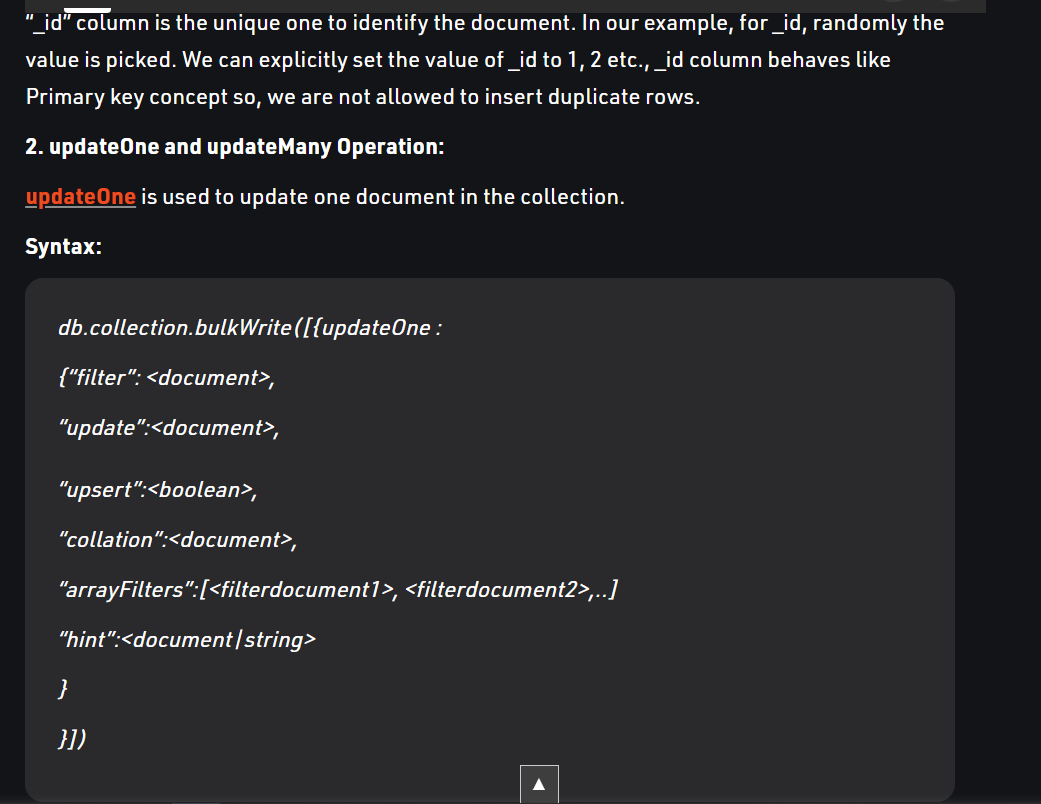 “_id” column is the unique one to identify the document. In our example, for _id, randomly the
value is picked. We can explicitly set the value of _id to 1, 2 etc., _id column behaves like
Primary key concept so, we are not allowed to insert duplicate rows.
2. updateOne and updateMany Operation:
updateOne is used to update one document in the collection.
Syntax:
db.collection.bulkWrite([{updateOne :
{“filter”: <document>,
“update”:<document>,
“upsert”:<boolean>,
“collation”:<document>,
“arrayFilters”:[<filterdocument1>, <filterdocument2>,..]
“hint”:<document|string>
}
}])